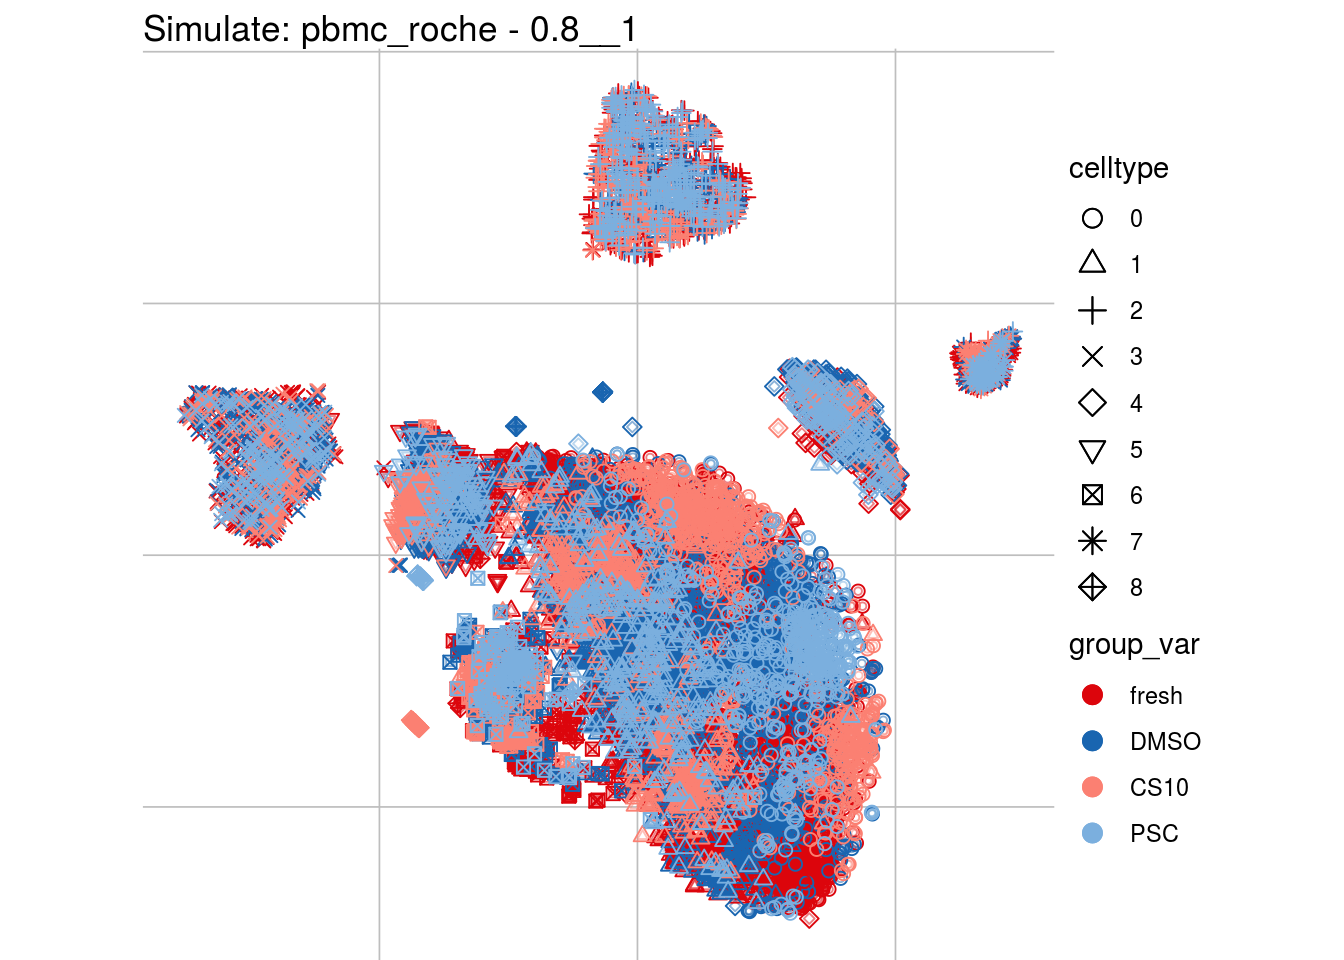 Simulate: pbmc_roche - 0.8__1
celltype
0
1
2
3
4
5
6
7
8
group_var
fresh
DMSO
CS10
PSC